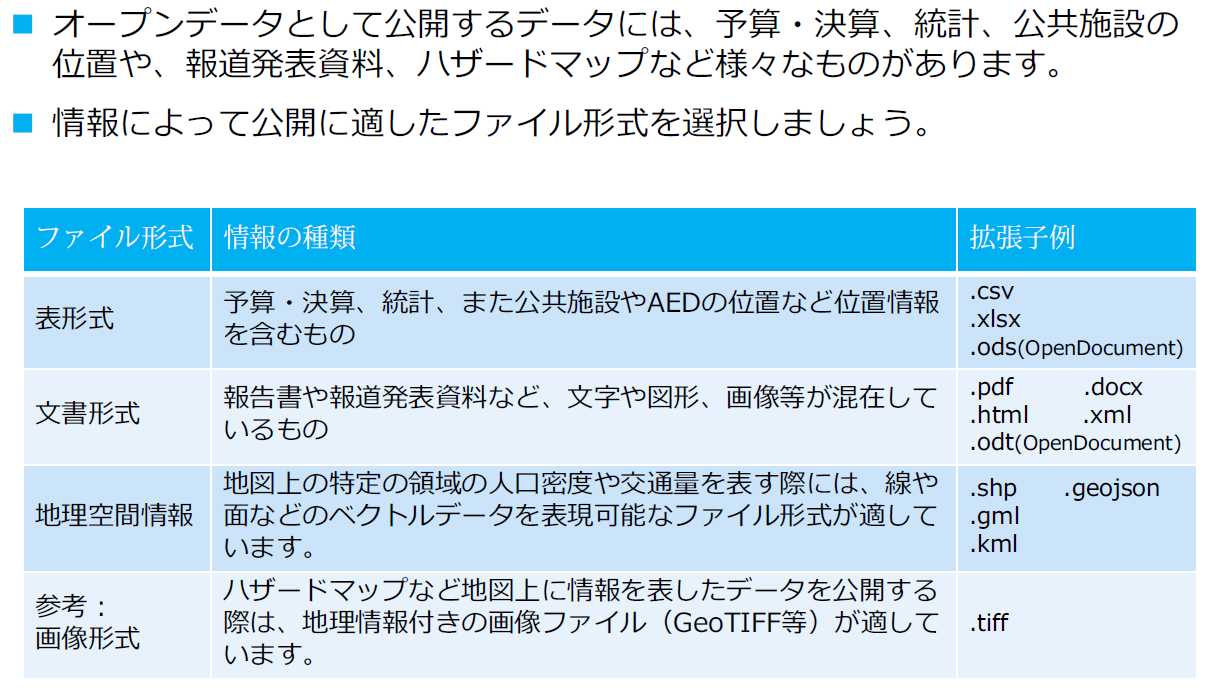 ■ オープンデータとして公開するデータには、予算・決算、統計、公共施設の
位置や、報道発表資料、ハザードマップなど様々なものがあります。
■ 情報によって公開に適したファイル形式を選択しましょう。
ファイル形式 情報の種類 拡張子例
表形式
予算・決算、統計、また公共施設やAEDの位置など位置情報
を含むもの
.csv
.xlsx
.ods(OpenDocument)
文書形式
報告書や報道発表資料など、文字や図形、画像等が混在して
いるもの
.pdf .docx
.html .xml
.odt(OpenDocument)
地理空間情報
地図上の特定の領域の人口密度や交通量を表す際には、線や
面などのベクトルデータを表現可能なファイル形式が適して
います。
.shp .geojson
.gml
.kml
参考：
画像形式
ハザードマップなど地図上に情報を表したデータを公開する
際は、地理情報付きの画像ファイル（GeoTIFF等）が適して
います。
.tiff